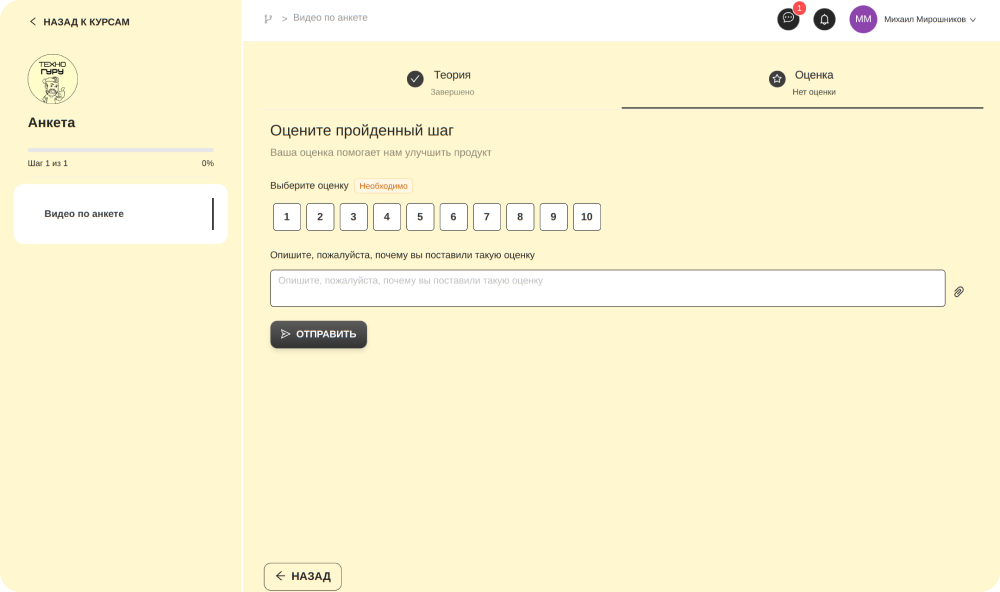 НАЗАД К КУРСАМ
ТЕХНО
ГУРУ
Анкета
Шаг 1 из 1 0%
Видео по анкете
> Видео по анкете
1
ММ Михаил Мирошников
Теория
Завершено
Оценка
Нет оценки
Оцените пройденный шаг
Ваша оценка помогает нам улучшить продукт
Выберите оценку Необходимо
1 2 3 4 5 6 7 8 9 10
Опишите, пожалуйста, почему вы поставили такую оценку
Опишите, пожалуйста, почему вы поставили такую оценку
ОТПРАВИТЬ
НАЗАД